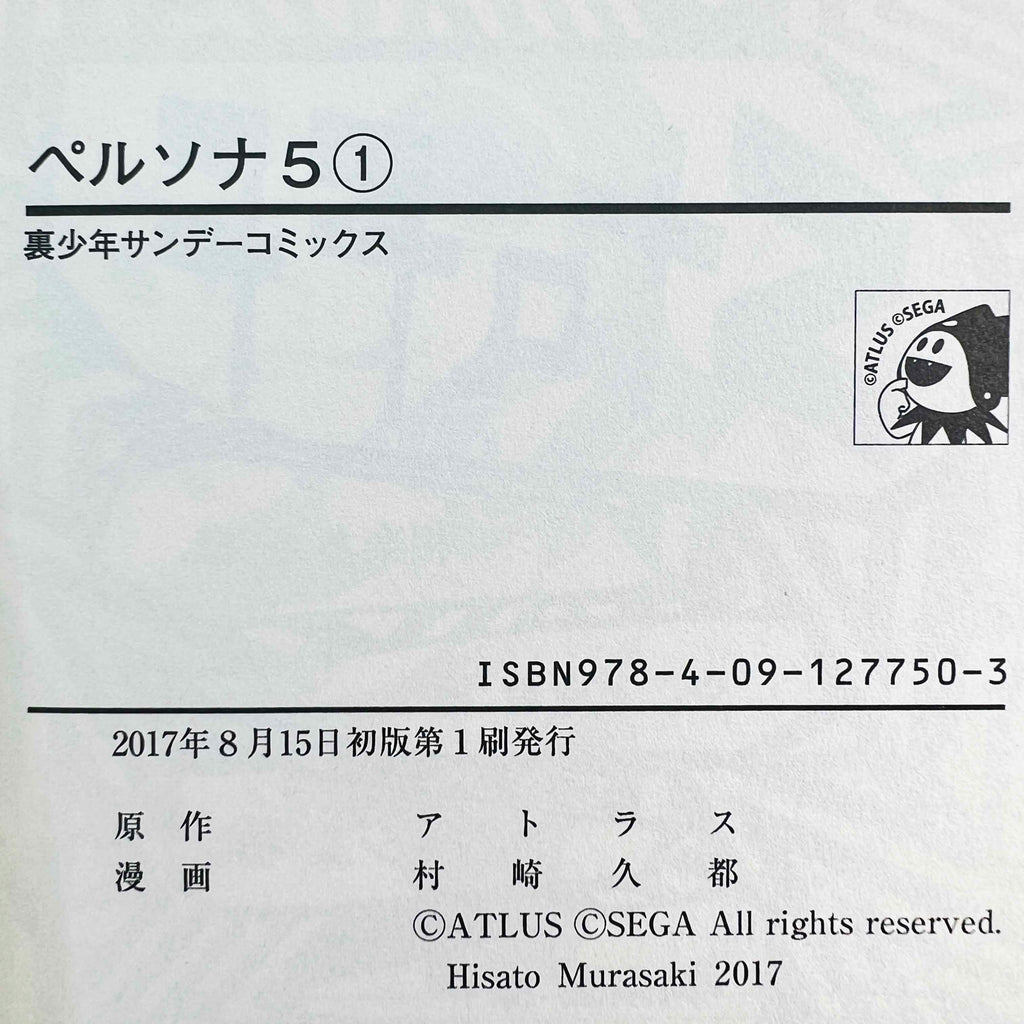 ペルソナ5①
裏少年サンデーコミックス
©ATLUS ©SEGA
ISBN978-4-09-127750-3
2017年8月15日初版第1刷発行
原作 アトラス
漫画 村崎久都
©ATLUS ©SEGA All rights reserved.
Hisato Murasaki 2017